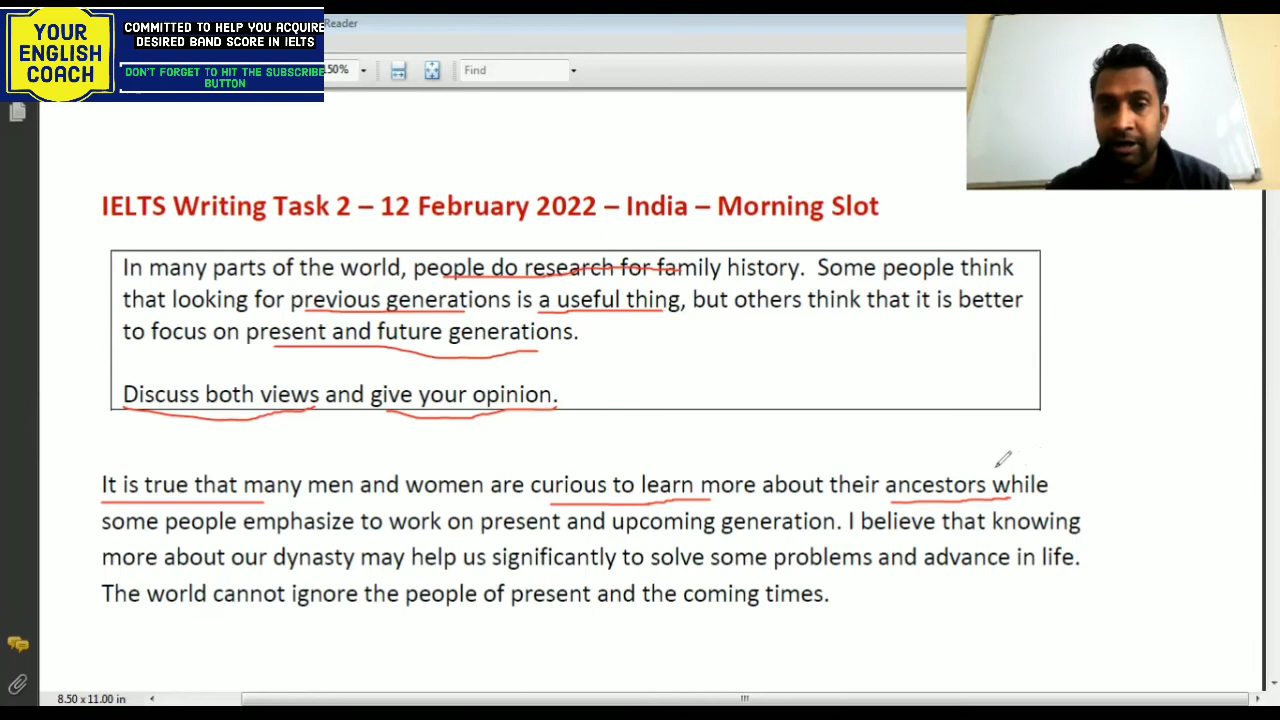 YOUR
ENGLISH
COACH
COMMITTED TO HELP YOU ACQUIRE
DESIRED BAND SCORE IN IELTS
DON'T FORGET TO HIT THE SUBSCRIBE
BUTTON
Reader
50%
Find
IELTS Writing Task 2 – 12 February 2022 – India – Morning Slot
In many parts of the world, people do research for family history. Some people think
that looking for previous generations is a useful thing, but others think that it is better
to focus on present and future generations.
Discuss both views and give your opinion.
It is true that many men and women are curious to learn more about their ancestors while
some people emphasize to work on present and upcoming generation. I believe that knowing
more about our dynasty may help us significantly to solve some problems and advance in life.
The world cannot ignore the people of present and the coming times.
8.50 x 11.00 in